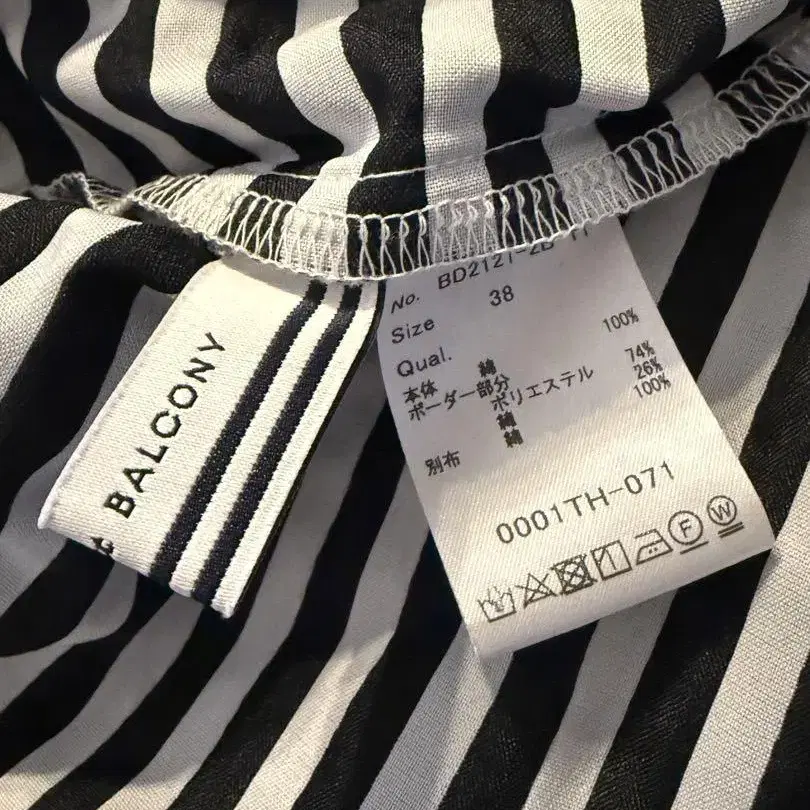 & BALCONY
No. BD2121-2B-11
Size 38
Qual.
本体 綿 100%
ボーダー部分 ポリエステル 74%
綿 26%
別布 綿 100%
0001TH-071
F W